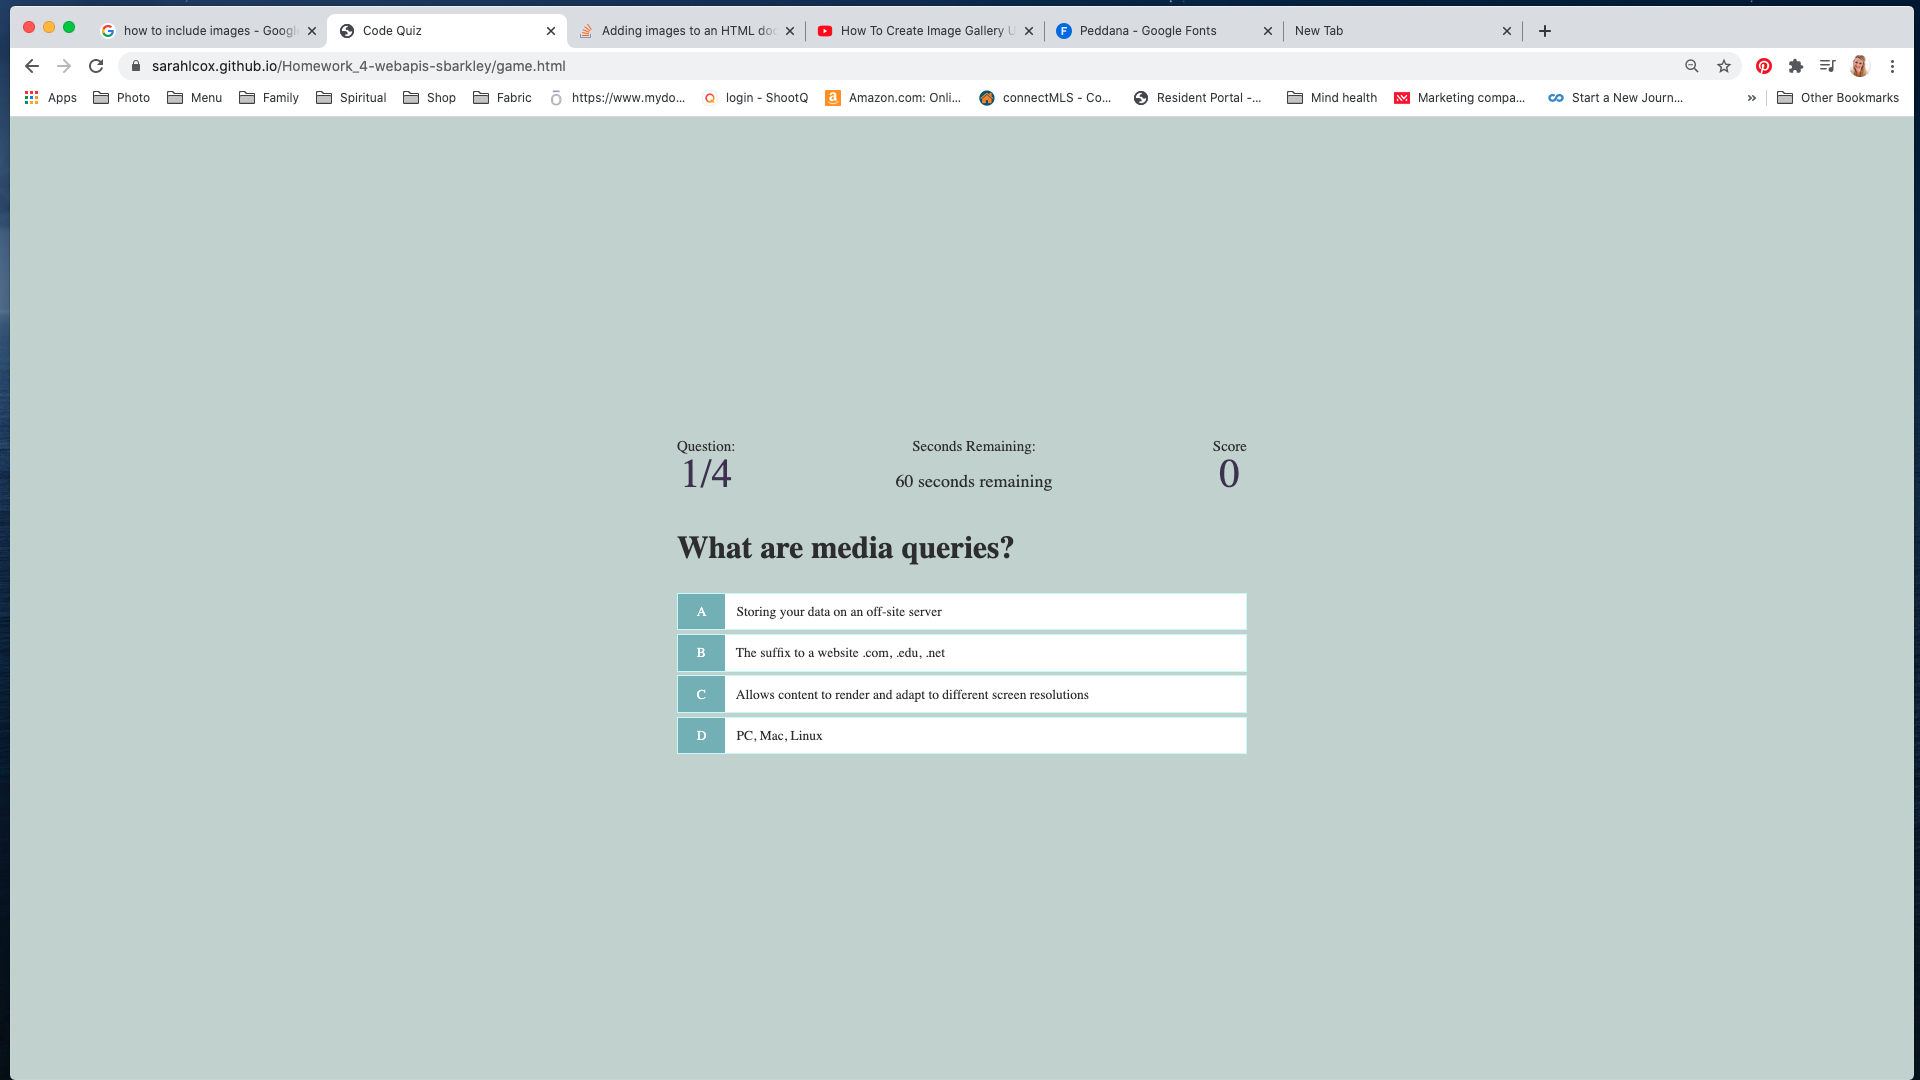 how to include images - Googl
Code Quiz
Adding images to an HTML doc
How To Create Image Gallery U
Peddana - Google Fonts
New Tab
sarahlcox.github.io/Homework_4-webapis-sbarkley/game.html
Apps
Photo
Menu
Family
Spiritual
Shop
Fabric
https://www.mydo...
login - ShootQ
Amazon.com: Onli...
connectMLS - Co...
Resident Portal -...
Mind health
Marketing compa...
Start a New Journ...
»
Other Bookmarks
Question:
Seconds Remaining:
Score
1/4
60 seconds remaining
0
What are media queries?
A Storing your data on an off-site server
B The suffix to a website .com, .edu, .net
C Allows content to render and adapt to different screen resolutions
D PC, Mac, Linux